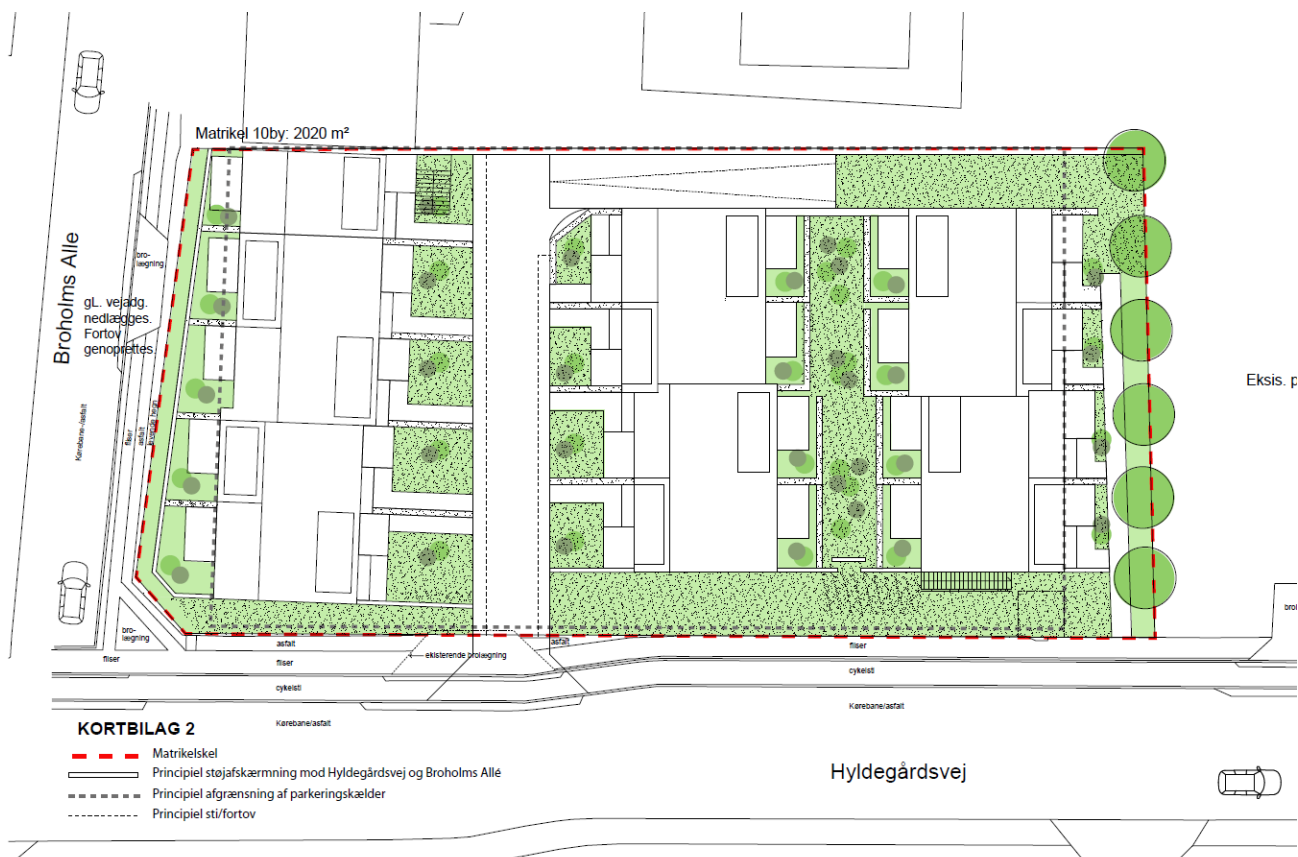 Matrikel 10by: 2020 m²
Broholms Alle
bro-
lægning
gL. vejadg.
nedlægges.
Fortov
genoprettes.
Kørebane-/asfalt
fliser
asfalt
Eksis. p
bro-
lægning
fliser
asfalt
fliser
ekisterende brolægning
asfalt
fliser
cykelsti
cykelsti
Kørebane/asfalt
Kørebane/asfalt
KORTBILAG 2
Matrikelskel
Principiel støjafskærmning mod Hyldegårdsvej og Broholms Allé
Principiel afgrænsning af parkeringskælder
Principiel sti/fortov
Hyldegårdsvej